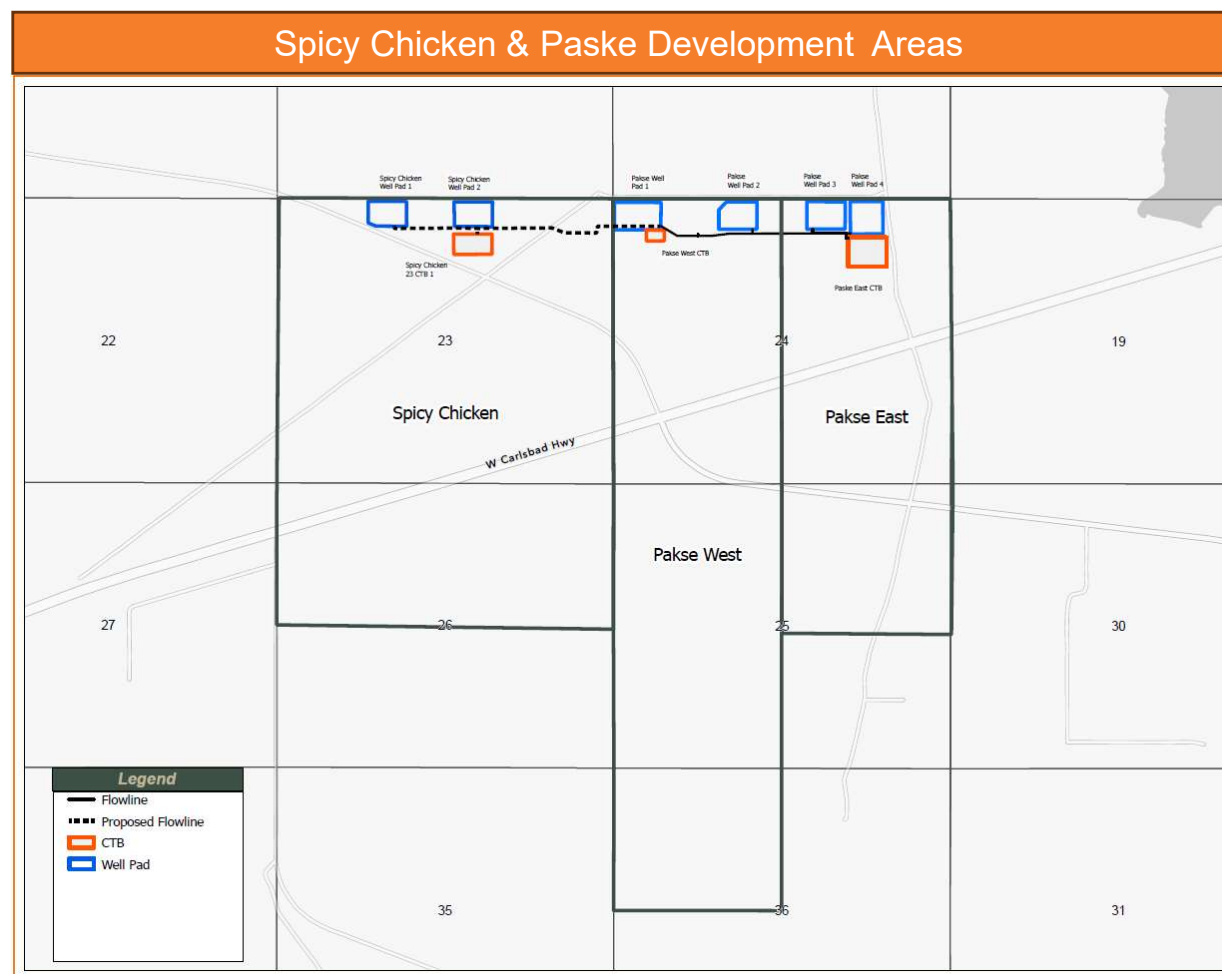 Spicy Chicken & Paske Development Areas
Spicy Chicken
Well Pad 1
Spicy Chicken
Well Pad 2
Pakse Well
Pad 1
Pakse
Well Pad 2
Pakse
Well Pad 3
Pakse
Well Pad 4
Spicy Chicken
23 CTB 1
Pakse West CTB
Paske East CTB
22
23
24
19
Spicy Chicken
Pakse East
W Carlsbad Hwy
Pakse West
27
26
25
30
Legend
Flowline
Proposed Flowline
CTB
Well Pad
35
36
31